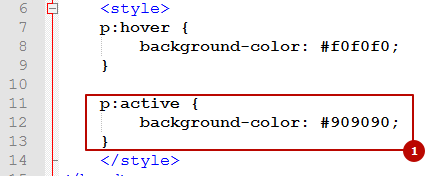 6 <style>
7 p:hover {
8 background-color: #f0f0f0;
9 }
10
11 p:active {
12 background-color: #909090;
13 }
14 </style>
1